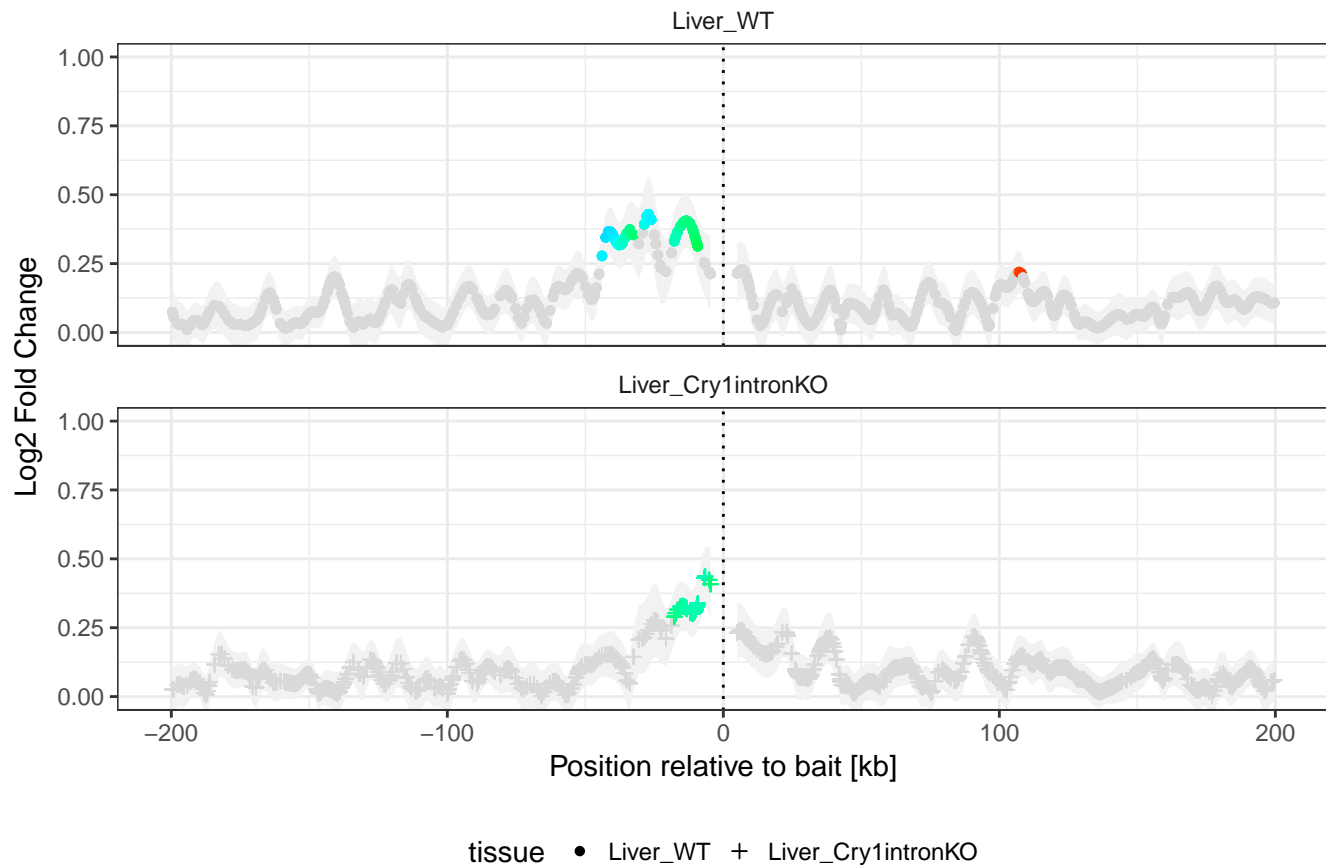 Liver_WT
1.00
0.75
0.50
0.25
0.00
Liver_Cry1intronKO
1.00
0.75
0.50
0.25
0.00
Log2 Fold Change
−200 −100 0 100 200
Position relative to bait [kb]
tissue Liver_WT Liver_Cry1intronKO